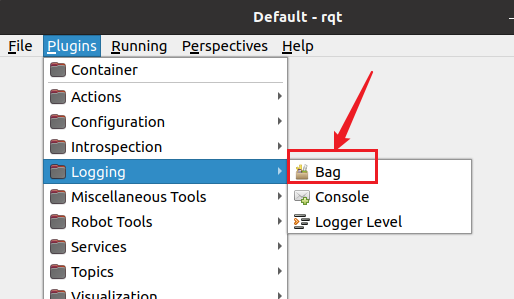 Default - rqt
File Plugins Running Perspectives Help
Container
Actions
Configuration
Introspection
Logging
Miscellaneous Tools
Robot Tools
Services
Topics
Visualization
Bag
Console
Logger Level